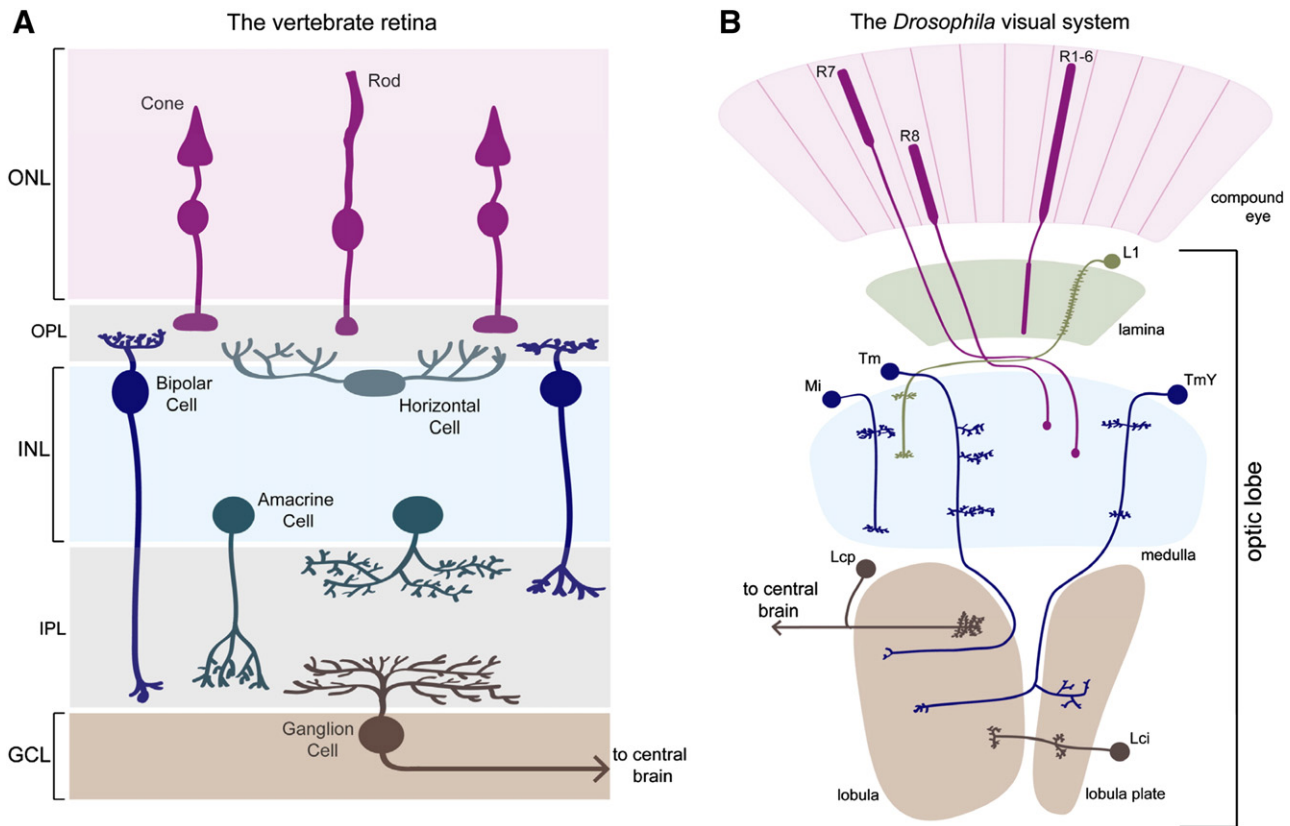 A
The vertebrate retina
Cone
Rod
ONL
OPL
Bipolar
Cell
Horizontal
Cell
INL
Amacrine
Cell
IPL
Ganglion
Cell
GCL
to central
brain
B
The Drosophila visual system
R7
R1-6
R8
compound
eye
L1
lamina
Tm
Mi
TmY
medulla
optic lobe
Lcp
to central
brain
Lci
lobula
lobula plate